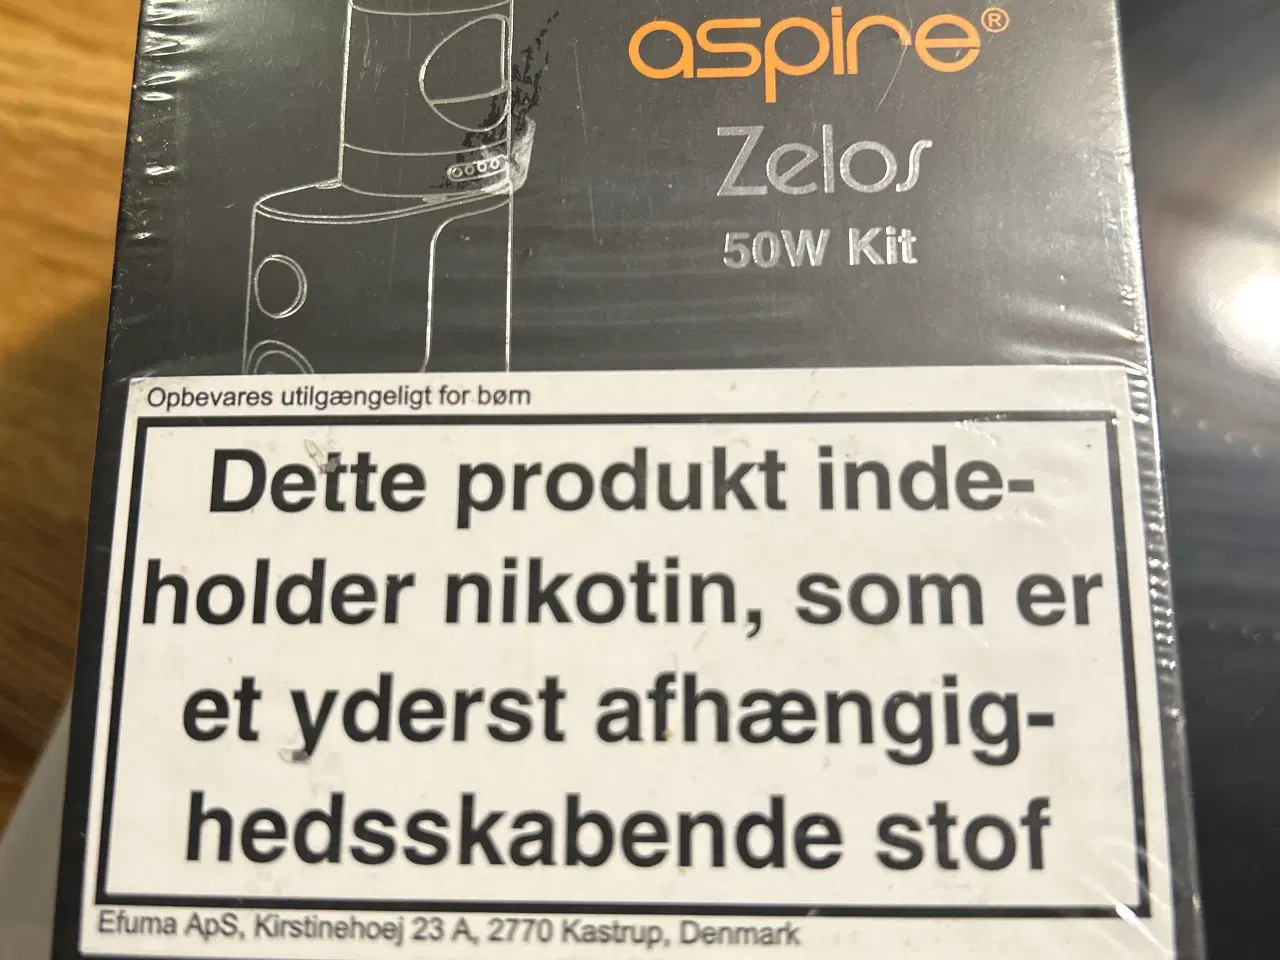 aspire®
Zelos
50W Kit
Opbevares utilgængeligt for børn
Dette produkt inde-
holder nikotin, som er
et yderst afhængig-
hedsskabende stof
Efuma ApS, Kirstinehoej 23 A, 2770 Kastrup, Denmark